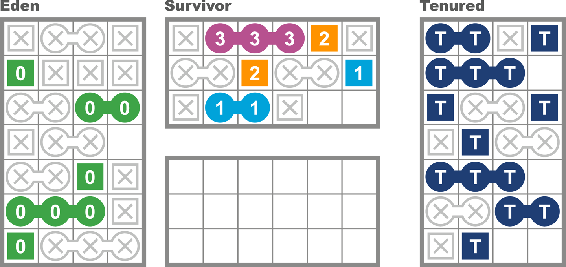 Eden Survivor Tenured
3 3 3 2 T T T
0 2 1 T T T
0 0 1 1 T T
T
0 T T T
0 0 0 T T
0 T